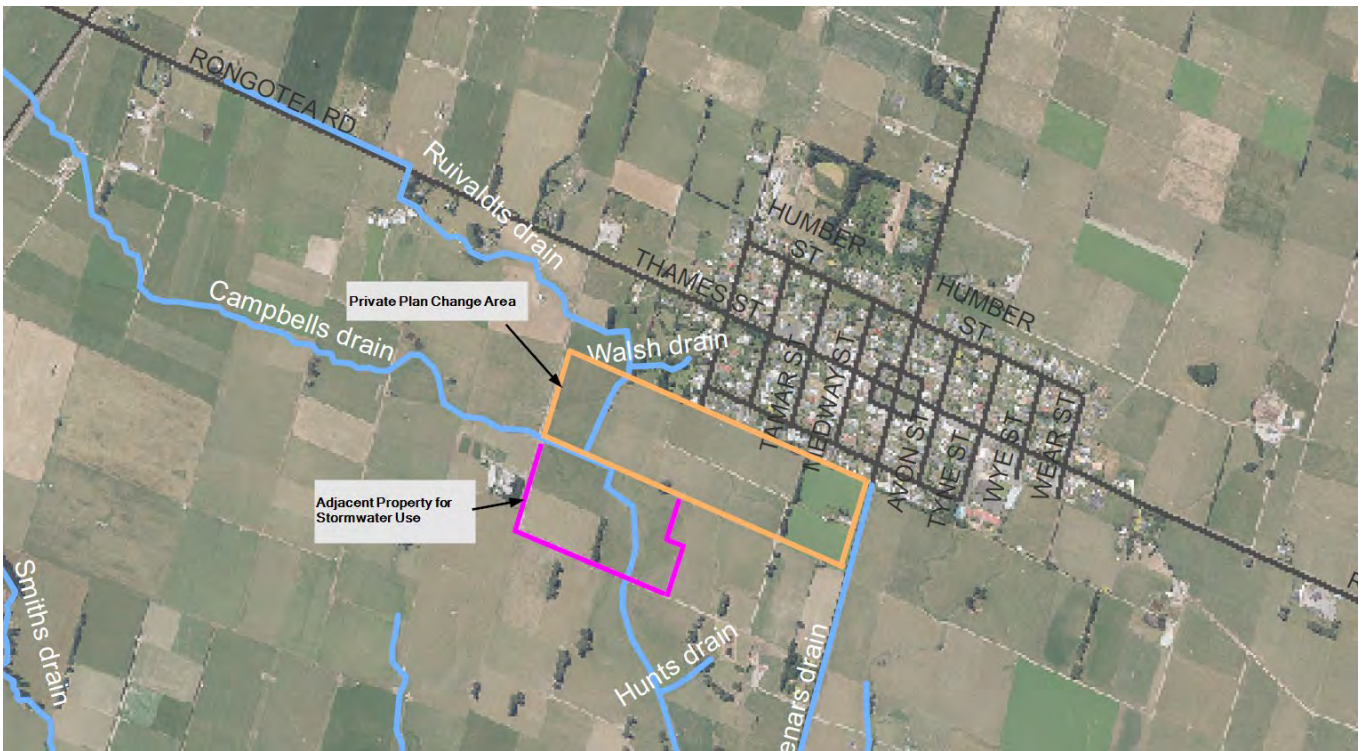 RONGOTEA RD
Ruivaldts drain
HUMBER
ST
THAMES ST
HUMBER
ST
Private Plan Change Area
Campbells drain
Walsh drain
TAMAR ST
MEDWAY ST
AVON ST
TYNE ST
WYE ST
WEAR ST
Adjacent Property for
Stormwater Use
Smiths drain
Hunts drain
enars drain
R